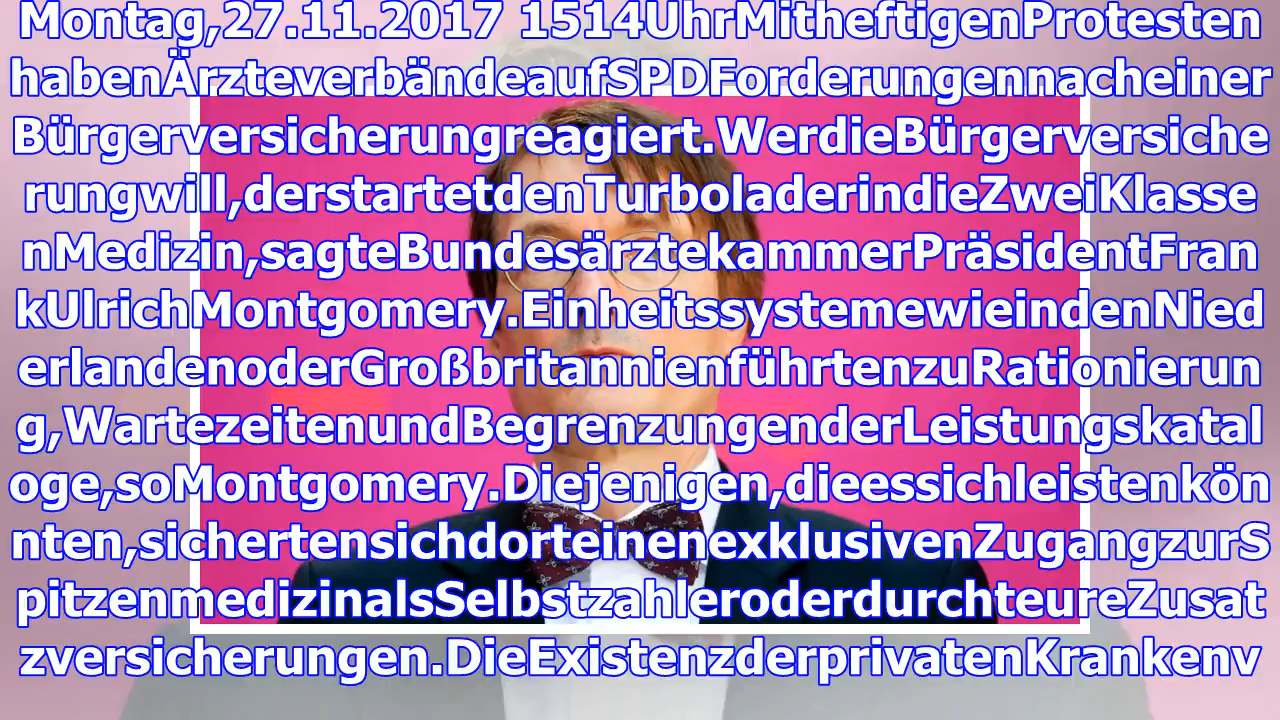 Montag,27.11.2017 1514UhrMitheftigenProtesten
habenÄrzteverbändeaufSPDForderungennacheiner
Bürgerversicherungreagiert.WerdieBürgerversiche
rungwill,derstartetdenTurboladerindieZweiKlasse
nMedizin,sagteBundesärztekammerPräsidentFran
kUlrichMontgomery.EinheitssystemewieindenNied
erlandenoderGroßbritannienführtenzuRationierun
g,WartezeitenundBegrenzungenderLeistungskatal
oge,soMontgomery.Diejenigen,dieessichleistenkön
nten,sichertensichdorteinenexklusivenZugangzurS
pitzenmedizinalsSelbstzahleroderdurchteureZusat
zversicherungen.DieExistenzderprivatenKrankenv